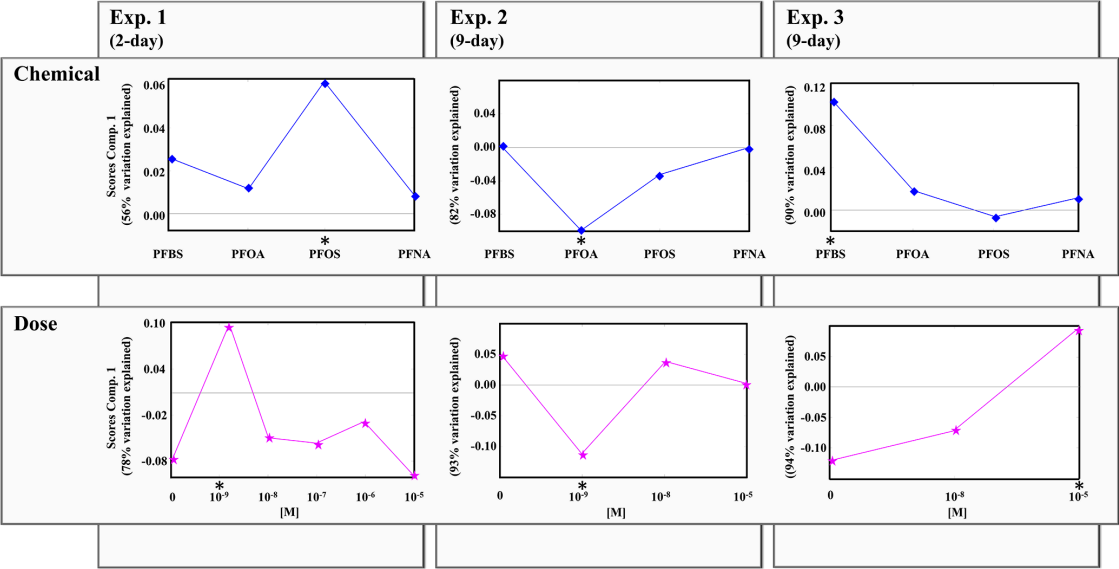 Exp. 1
(2-day)
Exp. 2
(9-day)
Exp. 3
(9-day)
Chemical
Scores Comp. 1
(56% variation explained)
0.06
0.04
0.02
0.00
*
PFBS PFOA PFOS PFNA
(82% variation explained)
0.04
0.00
-0.04
-0.08
*
PFBS PFOA PFOS PFNA
(90% variation explained)
0.12
0.08
0.04
0.00
*
PFBS PFOA PFOS PFNA
Dose
Scores Comp. 1
(78% variation explained)
0.10
0.04
-0.02
-0.08
*
0 10⁻⁹ 10⁻⁸ 10⁻⁷ 10⁻⁶ 10⁻⁵
[M]
(93% variation explained)
0.05
0.00
-0.05
-0.10
*
0 10⁻⁹ 10⁻⁸ 10⁻⁵
[M]
((94% variation explained)
0.05
0.00
-0.05
-0.10
*
0 10⁻⁸ 10⁻⁵
[M]